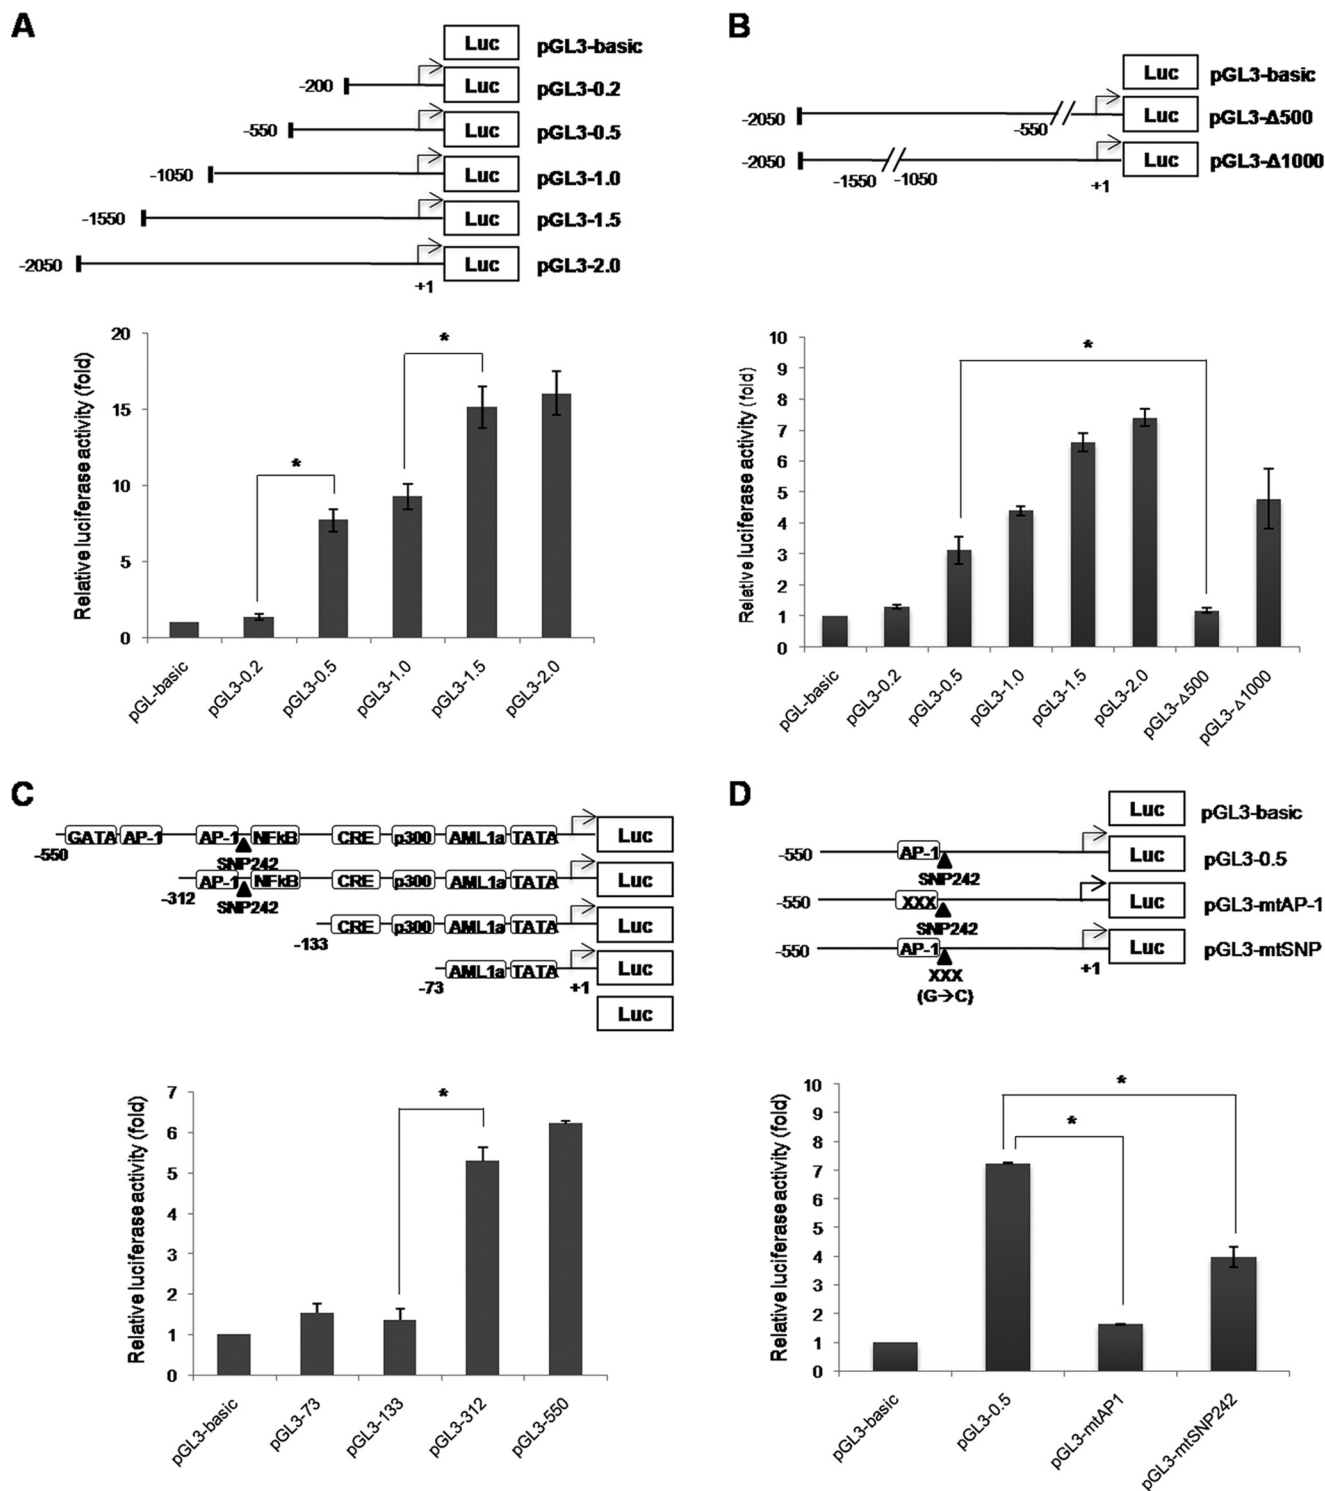 A
Luc pGL3-basic
-200 Luc pGL3-0.2
-550 Luc pGL3-0.5
-1050 Luc pGL3-1.0
-1550 Luc pGL3-1.5
-2050 Luc pGL3-2.0
+1
Relative luciferase activity (fold)
20
15
10
5
0
*
*
pGL-basic
pGL3-0.2
pGL3-0.5
pGL3-1.0
pGL3-1.5
pGL3-2.0
B
Luc pGL3-basic
-2050 -550 Luc pGL3-Δ500
-2050 Luc pGL3-Δ1000
-1550 -1050 +1
Relative luciferase activity (fold)
10
9
8
7
6
5
4
3
2
1
0
*
pGL-basic
pGL3-0.2
pGL3-0.5
pGL3-1.0
pGL3-1.5
pGL3-2.0
pGL3-Δ500
pGL3-Δ1000
C
GATA AP-1 AP-1 NFkB CRE p300 AML1a TATA Luc
-550 SNP242
AP-1 NFkB CRE p300 AML1a TATA Luc
-312 SNP242
CRE p300 AML1a TATA Luc
-133
AML1a TATA Luc
-73 +1
Luc
Relative luciferase activity (fold)
7
6
5
4
3
2
1
0
*
pGL3-basic
pGL3-73
pGL3-133
pGL3-312
pGL3-550
D
Luc pGL3-basic
-550 AP-1 Luc pGL3-0.5
SNP242
-550 XXX Luc pGL3-mtAP-1
SNP242
-550 AP-1 Luc pGL3-mtSNP
XXX +1
(G→C)
Relative luciferase activity (fold)
10
9
8
7
6
5
4
3
2
1
0
*
*
pGL3-basic
pGL3-0.5
pGL3-mtAP1
pGL3-mtSNP242